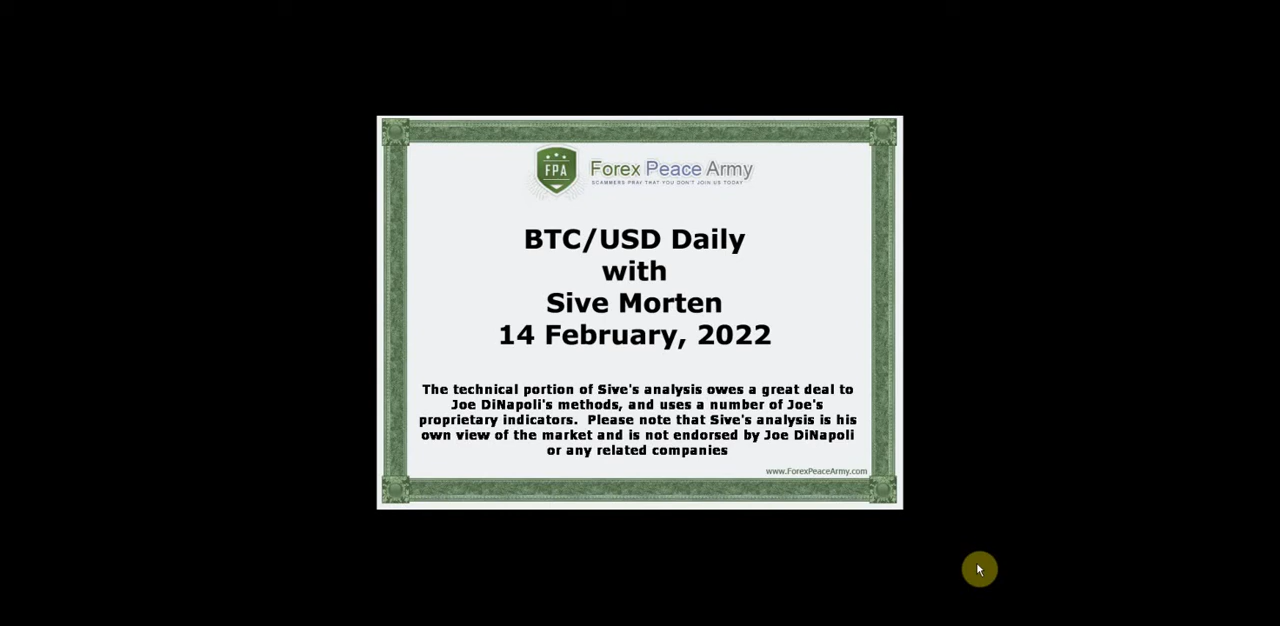 FPA
Forex Peace Army
SCAMMERS PRAY THAT YOU DON'T JOIN US TODAY
BTC/USD Daily
with
Sive Morten
14 February, 2022
The technical portion of Sive's analysis owes a great deal to
Joe DiNapoli's methods, and uses a number of Joe's
proprietary indicators.  Please note that Sive's analysis is his
own view of the market and is not endorsed by Joe DiNapoli
or any related companies
www.ForexPeaceArmy.com